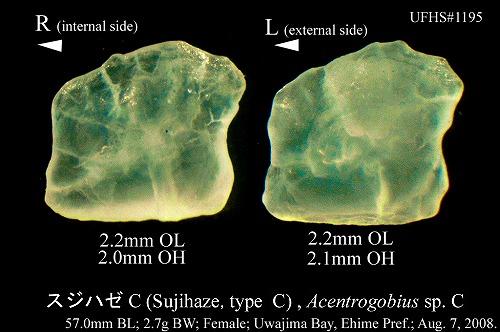 UFHS#1195
R (internal side)
L (external side)
2.2mm OL
2.0mm OH
2.2mm OL
2.1mm OH
スジハゼ C (Sujihaze, type C) , Acentrogobius sp. C
57.0mm BL; 2.7g BW; Female; Uwajima Bay, Ehime Pref.; Aug. 7, 2008.